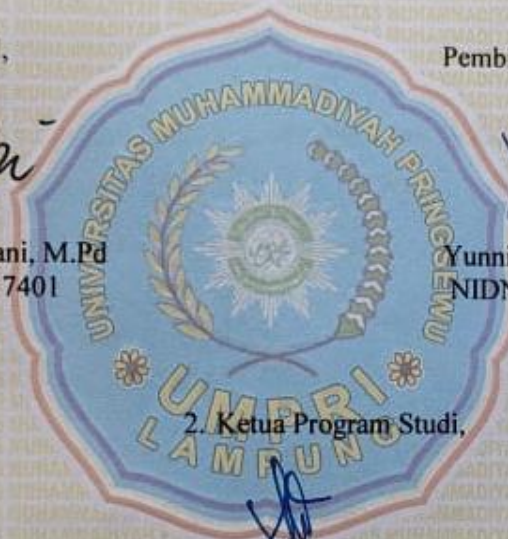 Pemb
UNIVERSITAS MUHAMMADIYAH PRINGSEWU
ani, M.Pd
Yunni
7401
NIDN
UMPRI
2. Ketua Program Studi,
LAMPUNG